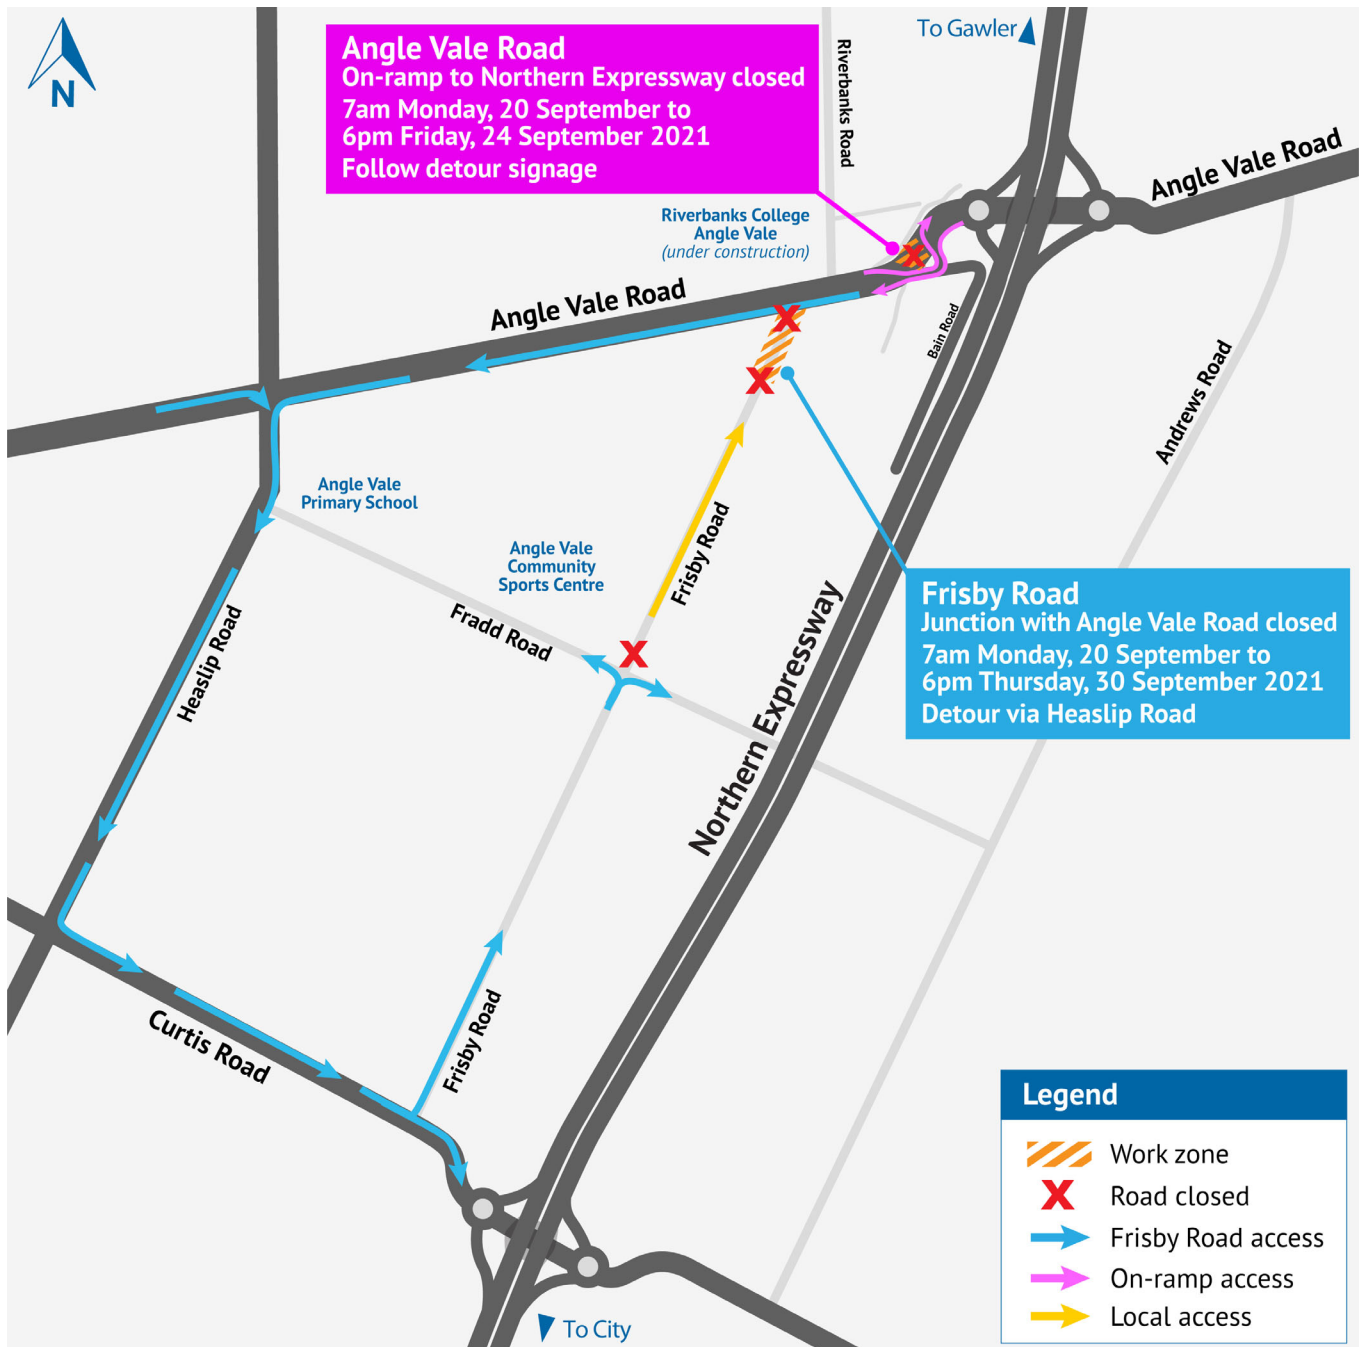 To Gawler
N
Angle Vale Road
On-ramp to Northern Expressway closed
7am Monday, 20 September to
6pm Friday, 24 September 2021
Follow detour signage
Riverbanks Road
Angle Vale Road
Riverbanks College
Angle Vale
(under construction)
X
Angle Vale Road
X
Bain Road
X
Andrews Road
Angle Vale
Primary School
Angle Vale
Community
Sports Centre
Frisby Road
Fradd Road
X
Heaslip Road
Northern Expressway
Frisby Road
Junction with Angle Vale Road closed
7am Monday, 20 September to
6pm Thursday, 30 September 2021
Detour via Heaslip Road
Frisby Road
Curtis Road
To City
Legend
Work zone
X Road closed
Frisby Road access
On-ramp access
Local access